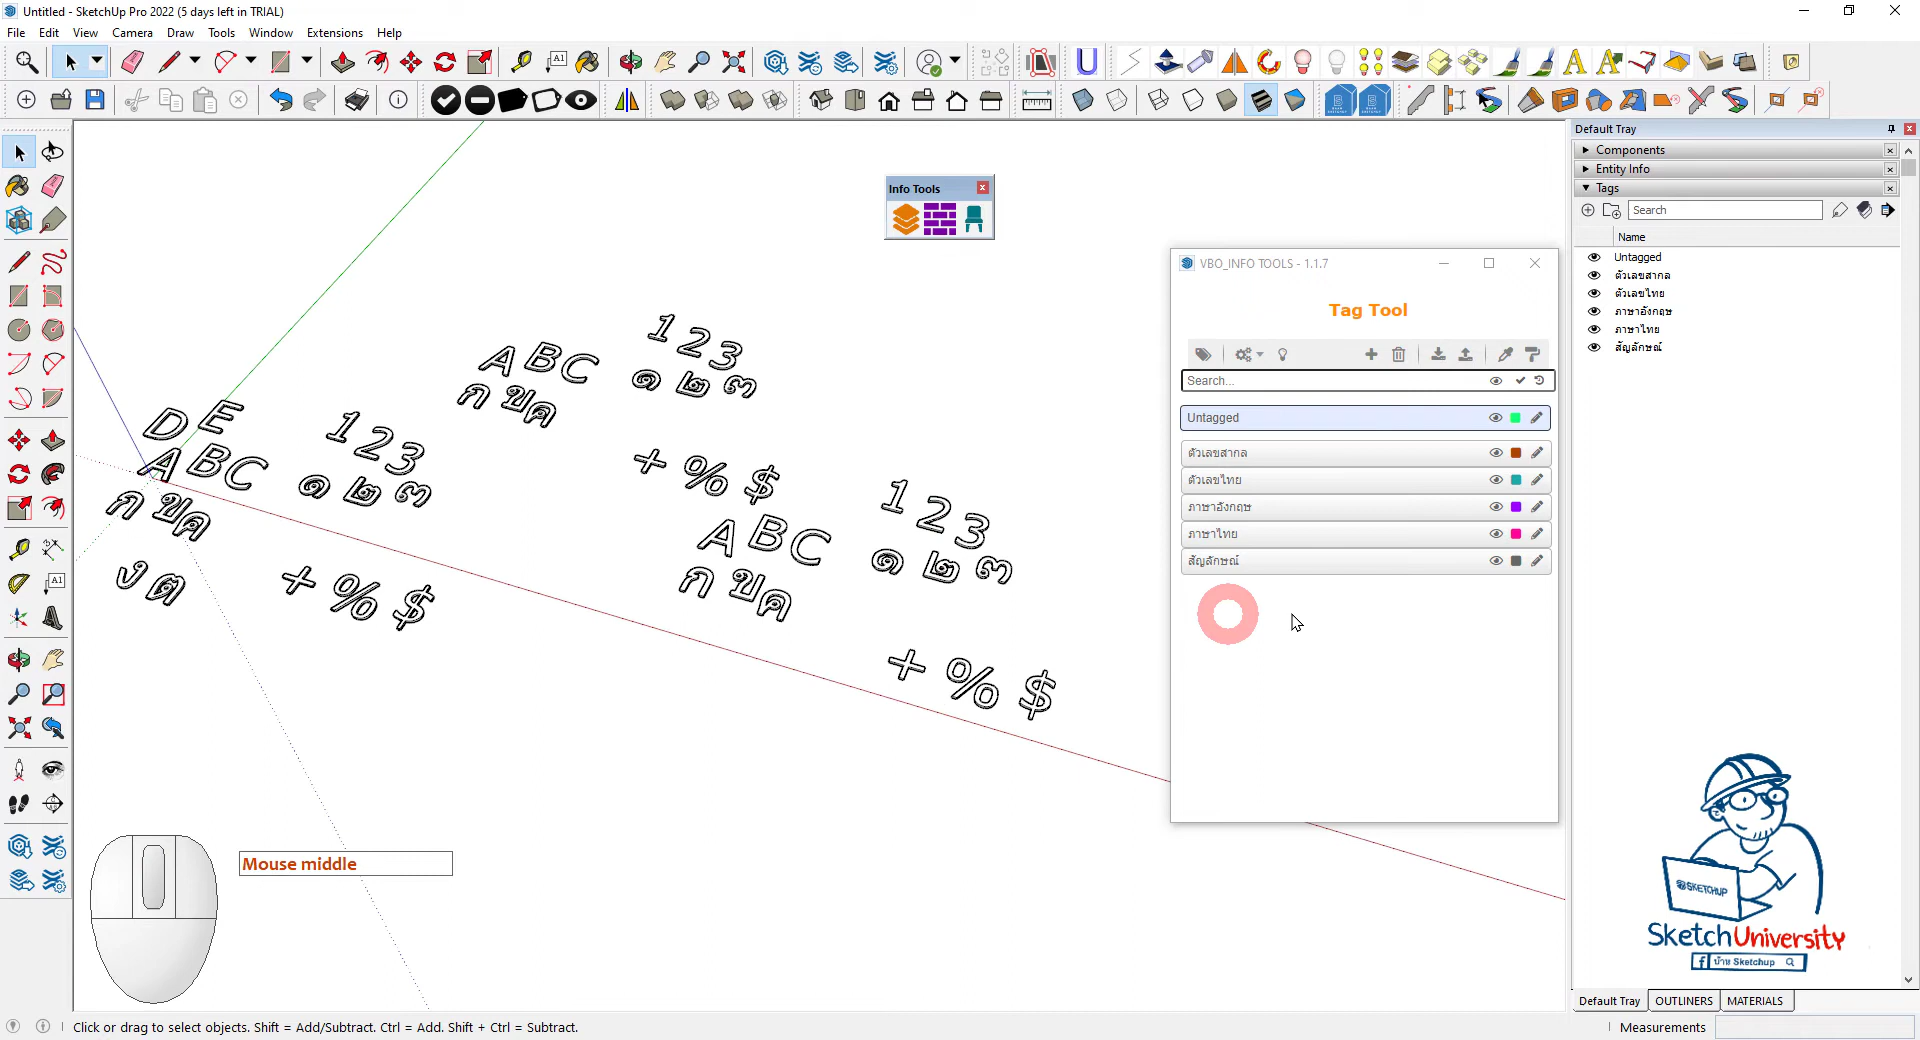 Untitled - SketchUp Pro 2022 (5 days left in TRIAL)
File Edit View Camera Draw Tools Window Extensions Help
Default Tray
Components
Entity Info
Tags
Search
Name
Untagged
ตัวเลขสากล
ตัวเลขไทย
ภาษาอังกฤษ
ภาษาไทย
สัญลักษณ์
Info Tools
VBO_INFO TOOLS - 1.1.7
Tag Tool
Search...
Untagged
ตัวเลขสากล
ตัวเลขไทย
ภาษาอังกฤษ
ภาษาไทย
สัญลักษณ์
1 2 3
A B C
๑ ๒ ๓
ก ข ค
+ % $
D E
1 2 3
A B C
๑ ๒ ๓
ก ข ค
ง ต
+ % $
1 2 3
A B C
๑ ๒ ๓
ก ข ค
+ % $
Mouse middle
SKETCHUP
SketchUniversity
f บ้าน Sketchup
Default Tray OUTLINERS MATERIALS
Click or drag to select objects. Shift = Add/Subtract. Ctrl = Add. Shift + Ctrl = Subtract.
Measurements